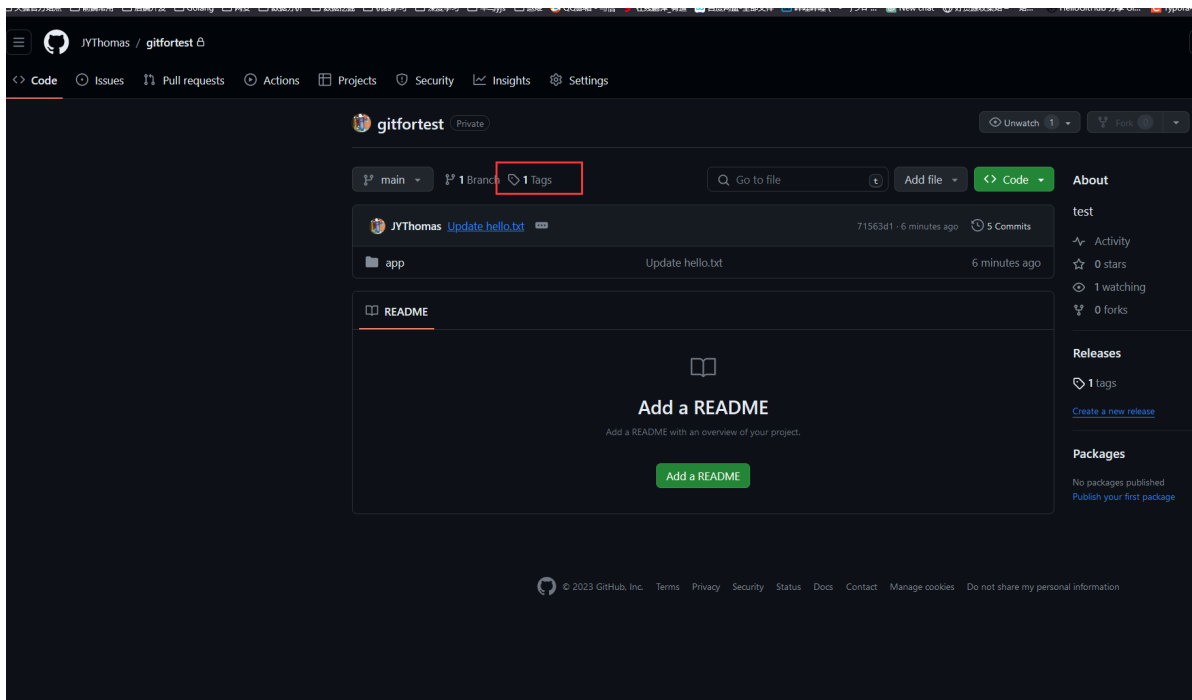 JYThomas / gitfortest
Code Issues Pull requests Actions Projects Security Insights Settings
gitfortest Private
Unwatch 1 Fork 0
main 1 Branch 1 Tags Go to file t Add file Code
About
test
JYThomas Update hello.txt 71563d1 · 6 minutes ago 5 Commits
Activity
app Update hello.txt 6 minutes ago
0 stars
1 watching
0 forks
README
Releases
1 tags
Create a new release
Add a README
Add a README with an overview of your project.
Add a README
Packages
No packages published
Publish your first package
© 2023 GitHub, Inc. Terms Privacy Security Status Docs Contact Manage cookies Do not share my personal information